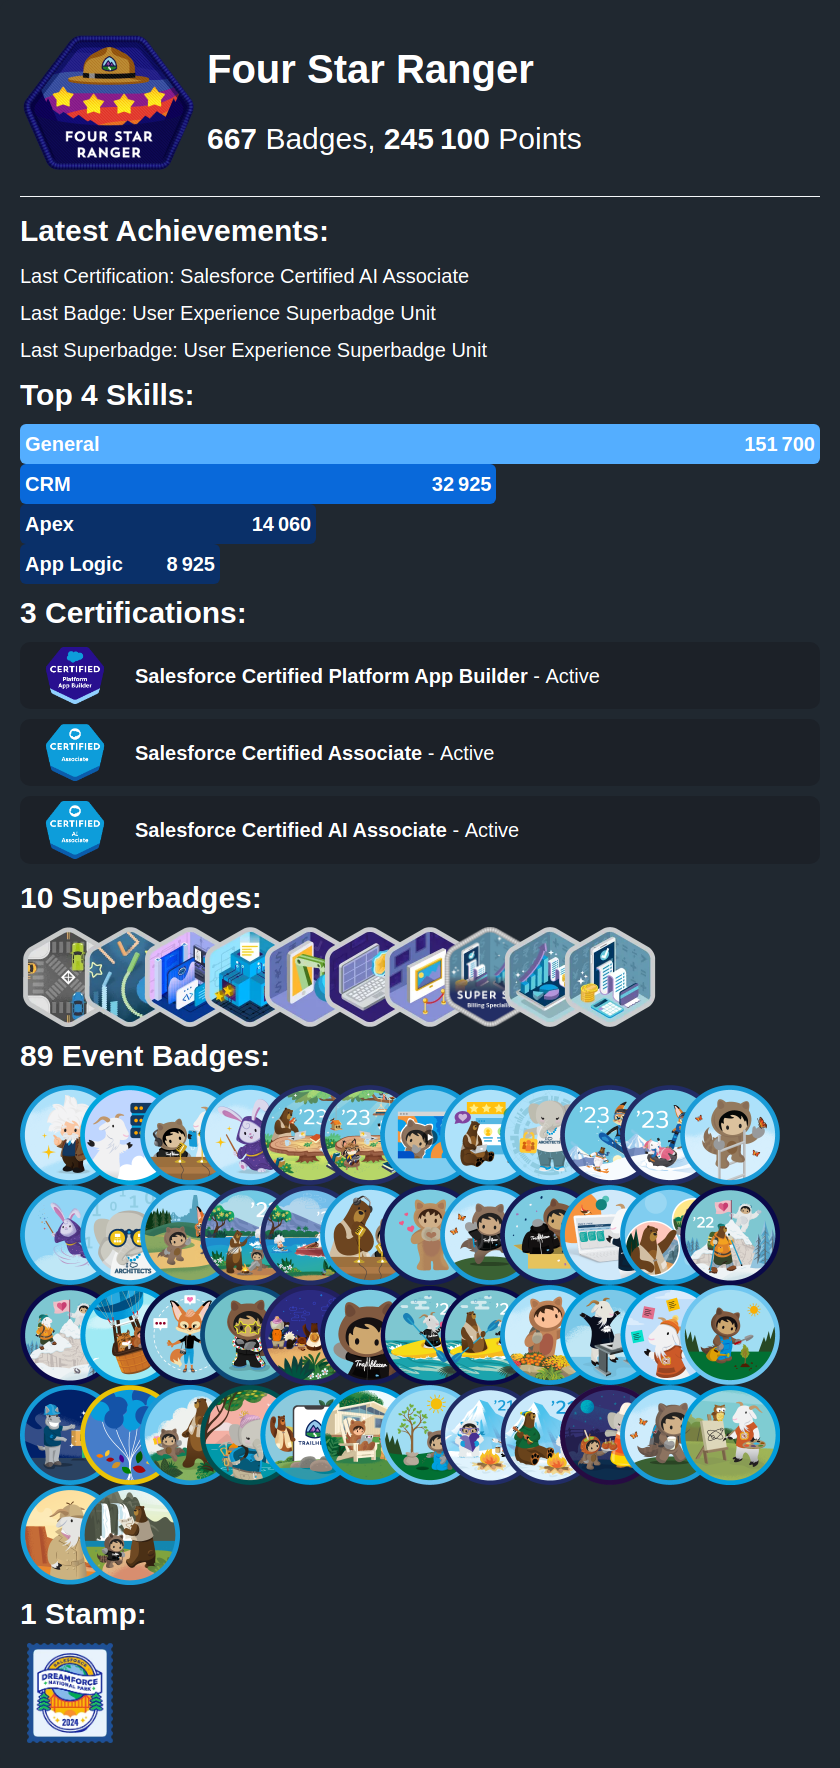 FOUR STAR
RANGER
Four Star Ranger
667 Badges, 245 100 Points
Latest Achievements:
Last Certification: Salesforce Certified AI Associate
Last Badge: User Experience Superbadge Unit
Last Superbadge: User Experience Superbadge Unit
Top 4 Skills:
General 151 700
CRM 32 925
Apex 14 060
App Logic 8 925
3 Certifications:
CERTIFIED
Platform
App Builder
Salesforce Certified Platform App Builder - Active
CERTIFIED
Associate
Salesforce Certified Associate - Active
CERTIFIED
AI
Associate
Salesforce Certified AI Associate - Active
10 Superbadges:
SUPER
Billing
89 Event Badges:
'23 '23 '23 '23
ARCHITECTS
ARCHITECTS
'22
Trailblazer
'21
TRAILH
1 Stamp:
SALESFORCE
DREAMFORCE
NATIONAL PARK
2024